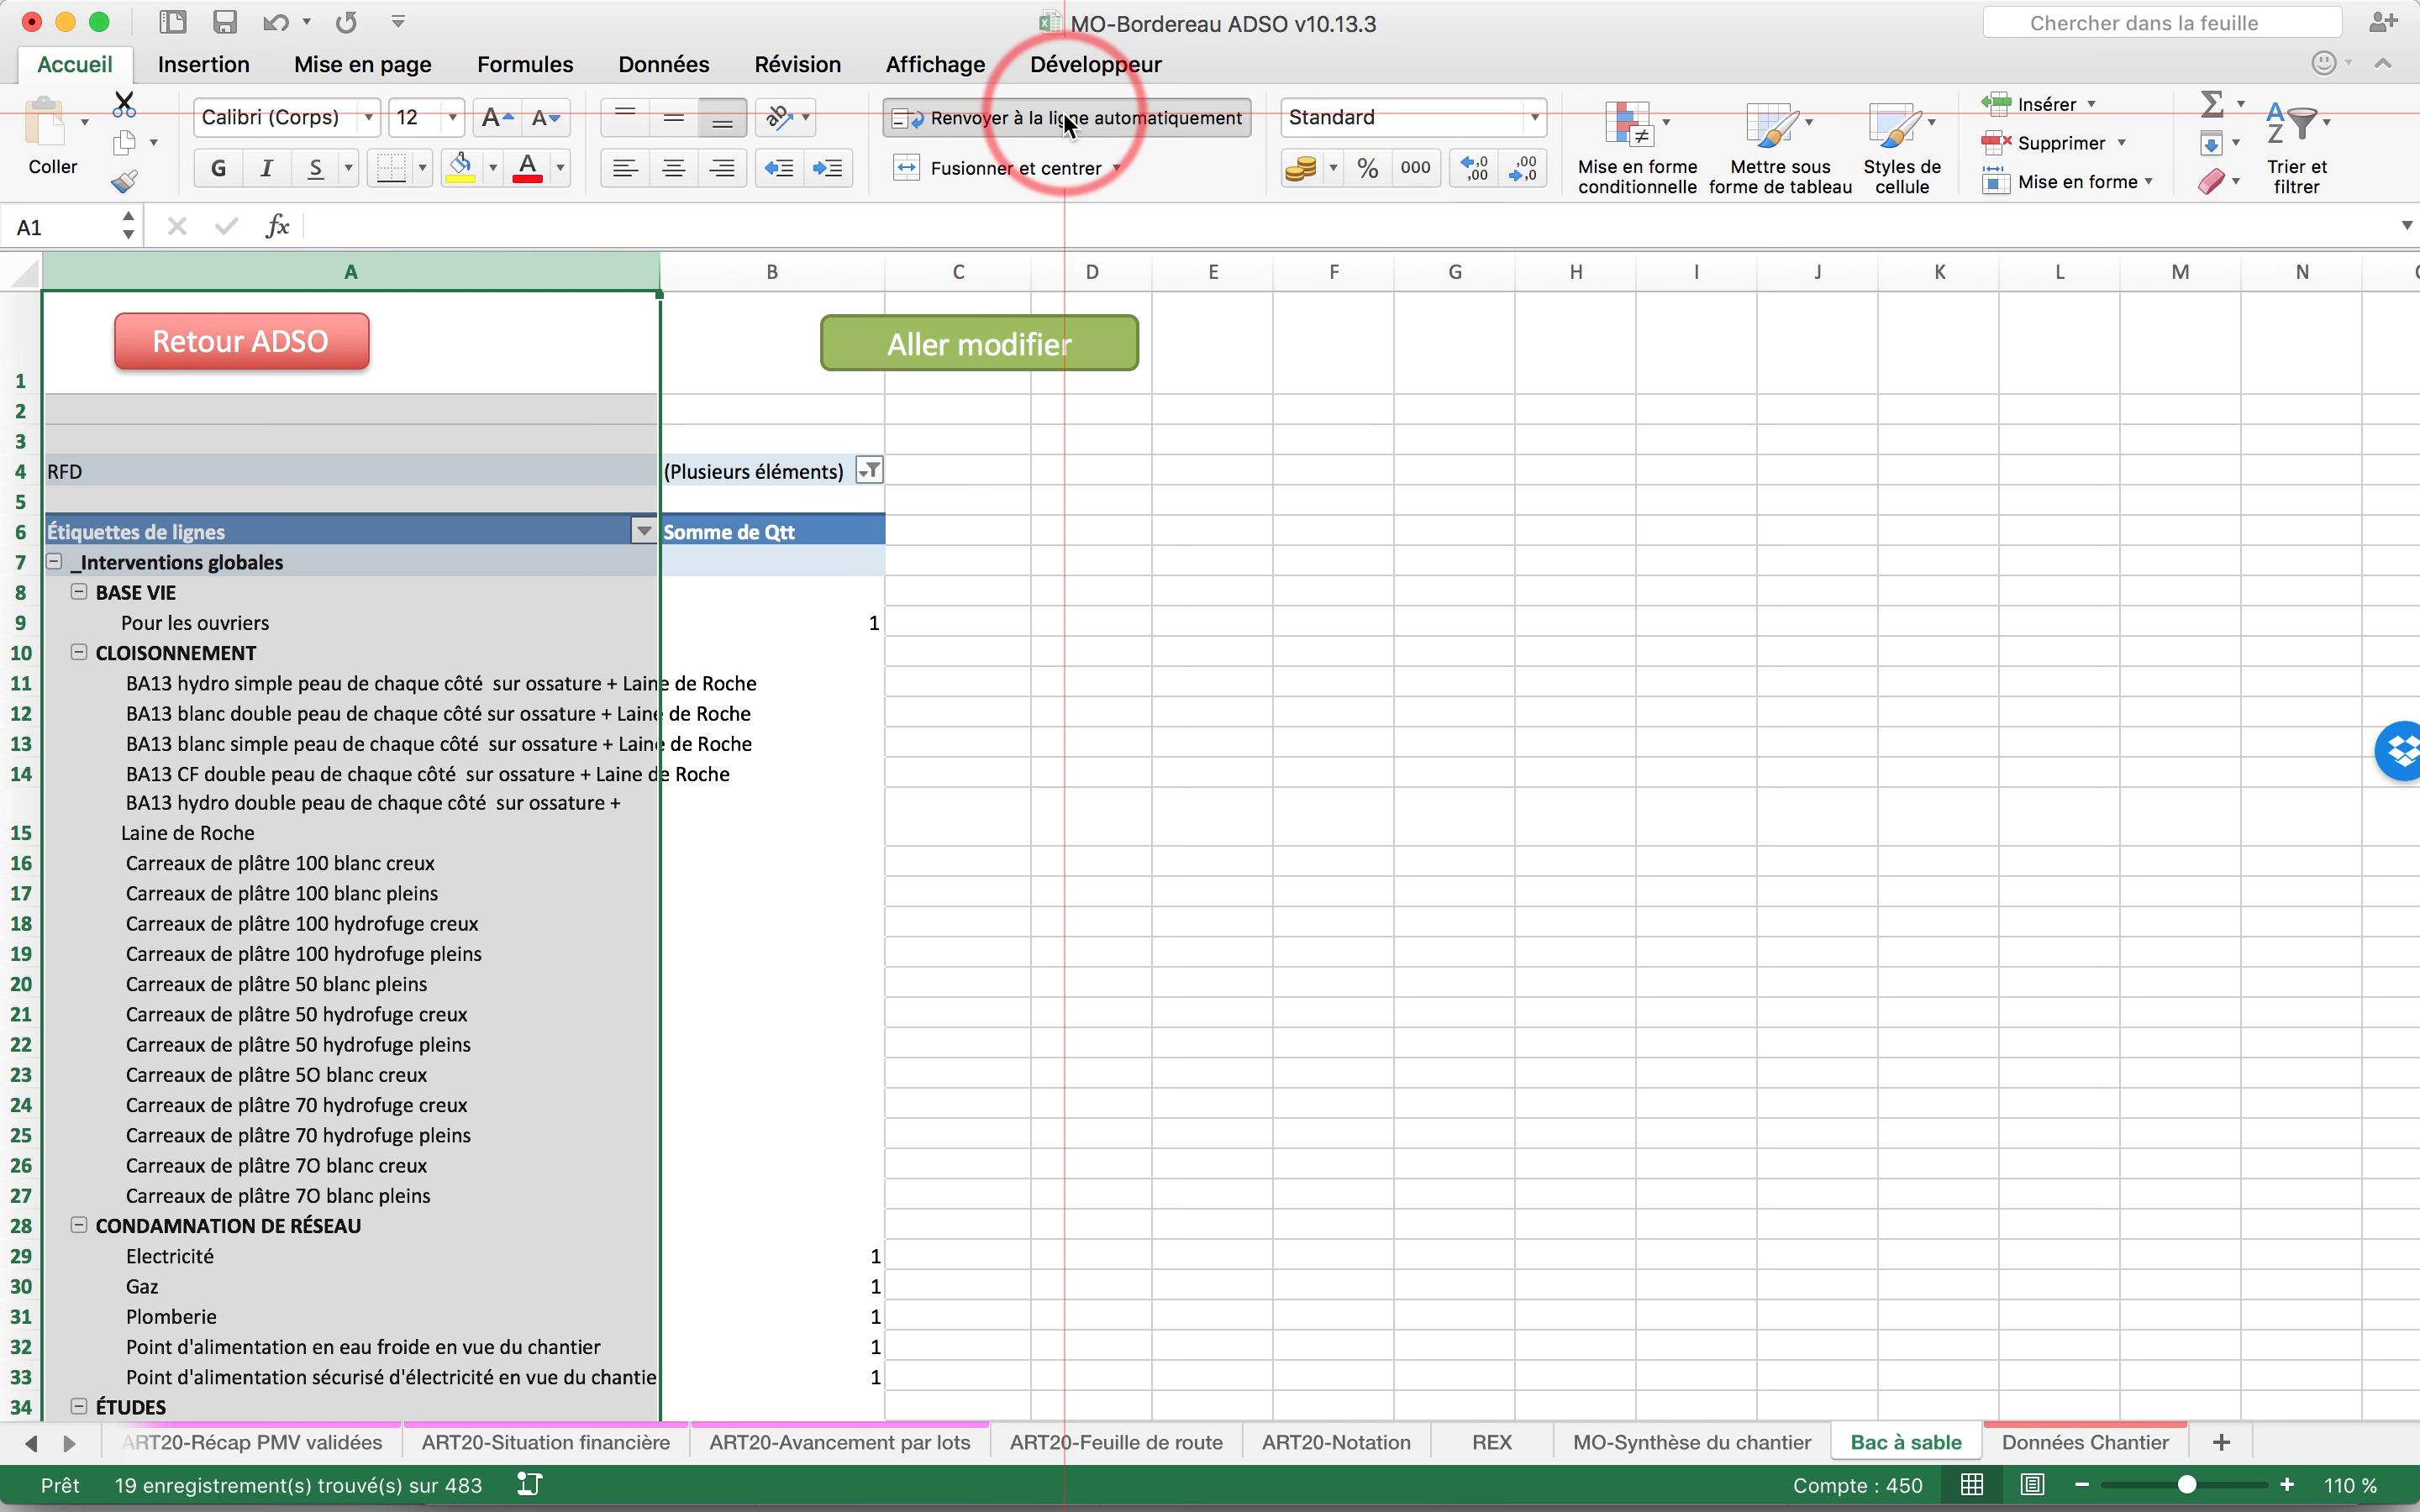 MO-Bordereau ADSO v10.13.3
Chercher dans la feuille
Accueil Insertion Mise en page Formules Données Révision Affichage Développeur
Coller
Calibri (Corps) 12
G I S
Renvoyer à la ligne automatiquement
Fusionner et centrer
Standard
% 000 ,0 ,00 ,00 ,0
Mise en forme conditionnelle
Mettre sous forme de tableau
Styles de cellule
Insérer
Supprimer
Mise en forme
Trier et filtrer
A1 fx
A B C D E F G H I J K L M N
Retour ADSO Aller modifier
1
2
3
4 RFD (Plusieurs éléments)
5
6 Étiquettes de lignes Somme de Qtt
7 _Interventions globales
8 BASE VIE
9 Pour les ouvriers 1
10 CLOISONNEMENT
11 BA13 hydro simple peau de chaque côté sur ossature + Laine de Roche
12 BA13 blanc double peau de chaque côté sur ossature + Laine de Roche
13 BA13 blanc simple peau de chaque côté sur ossature + Laine de Roche
14 BA13 CF double peau de chaque côté sur ossature + Laine de Roche
BA13 hydro double peau de chaque côté sur ossature +
15 Laine de Roche
16 Carreaux de plâtre 100 blanc creux
17 Carreaux de plâtre 100 blanc pleins
18 Carreaux de plâtre 100 hydrofuge creux
19 Carreaux de plâtre 100 hydrofuge pleins
20 Carreaux de plâtre 50 blanc pleins
21 Carreaux de plâtre 50 hydrofuge creux
22 Carreaux de plâtre 50 hydrofuge pleins
23 Carreaux de plâtre 5O blanc creux
24 Carreaux de plâtre 70 hydrofuge creux
25 Carreaux de plâtre 70 hydrofuge pleins
26 Carreaux de plâtre 7O blanc creux
27 Carreaux de plâtre 7O blanc pleins
28 CONDAMNATION DE RÉSEAU
29 Electricité 1
30 Gaz 1
31 Plomberie 1
32 Point d'alimentation en eau froide en vue du chantier 1
33 Point d'alimentation sécurisé d'électricité en vue du chantie 1
34 ÉTUDES
ART20-Récap PMV validées ART20-Situation financière ART20-Avancement par lots ART20-Feuille de route ART20-Notation REX MO-Synthèse du chantier Bac à sable Données Chantier +
Prêt 19 enregistrement(s) trouvé(s) sur 483 Compte : 450 110 %